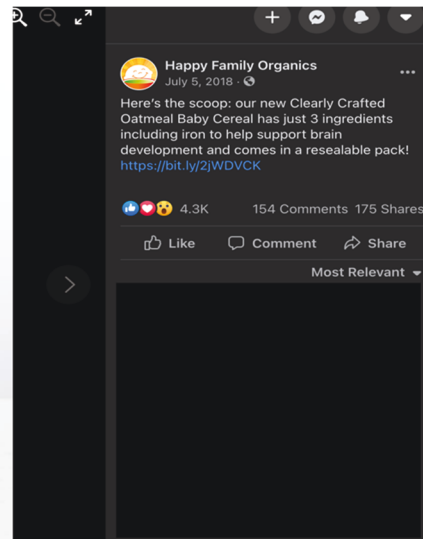 Happy Family Organics
July 5, 2018 ·
Here's the scoop: our new Clearly Crafted
Oatmeal Baby Cereal has just 3 ingredients
including iron to help support brain
development and comes in a resealable pack!
https://bit.ly/2jWDVCK
4.3K 154 Comments 175 Shares
Like Comment Share
Most Relevant